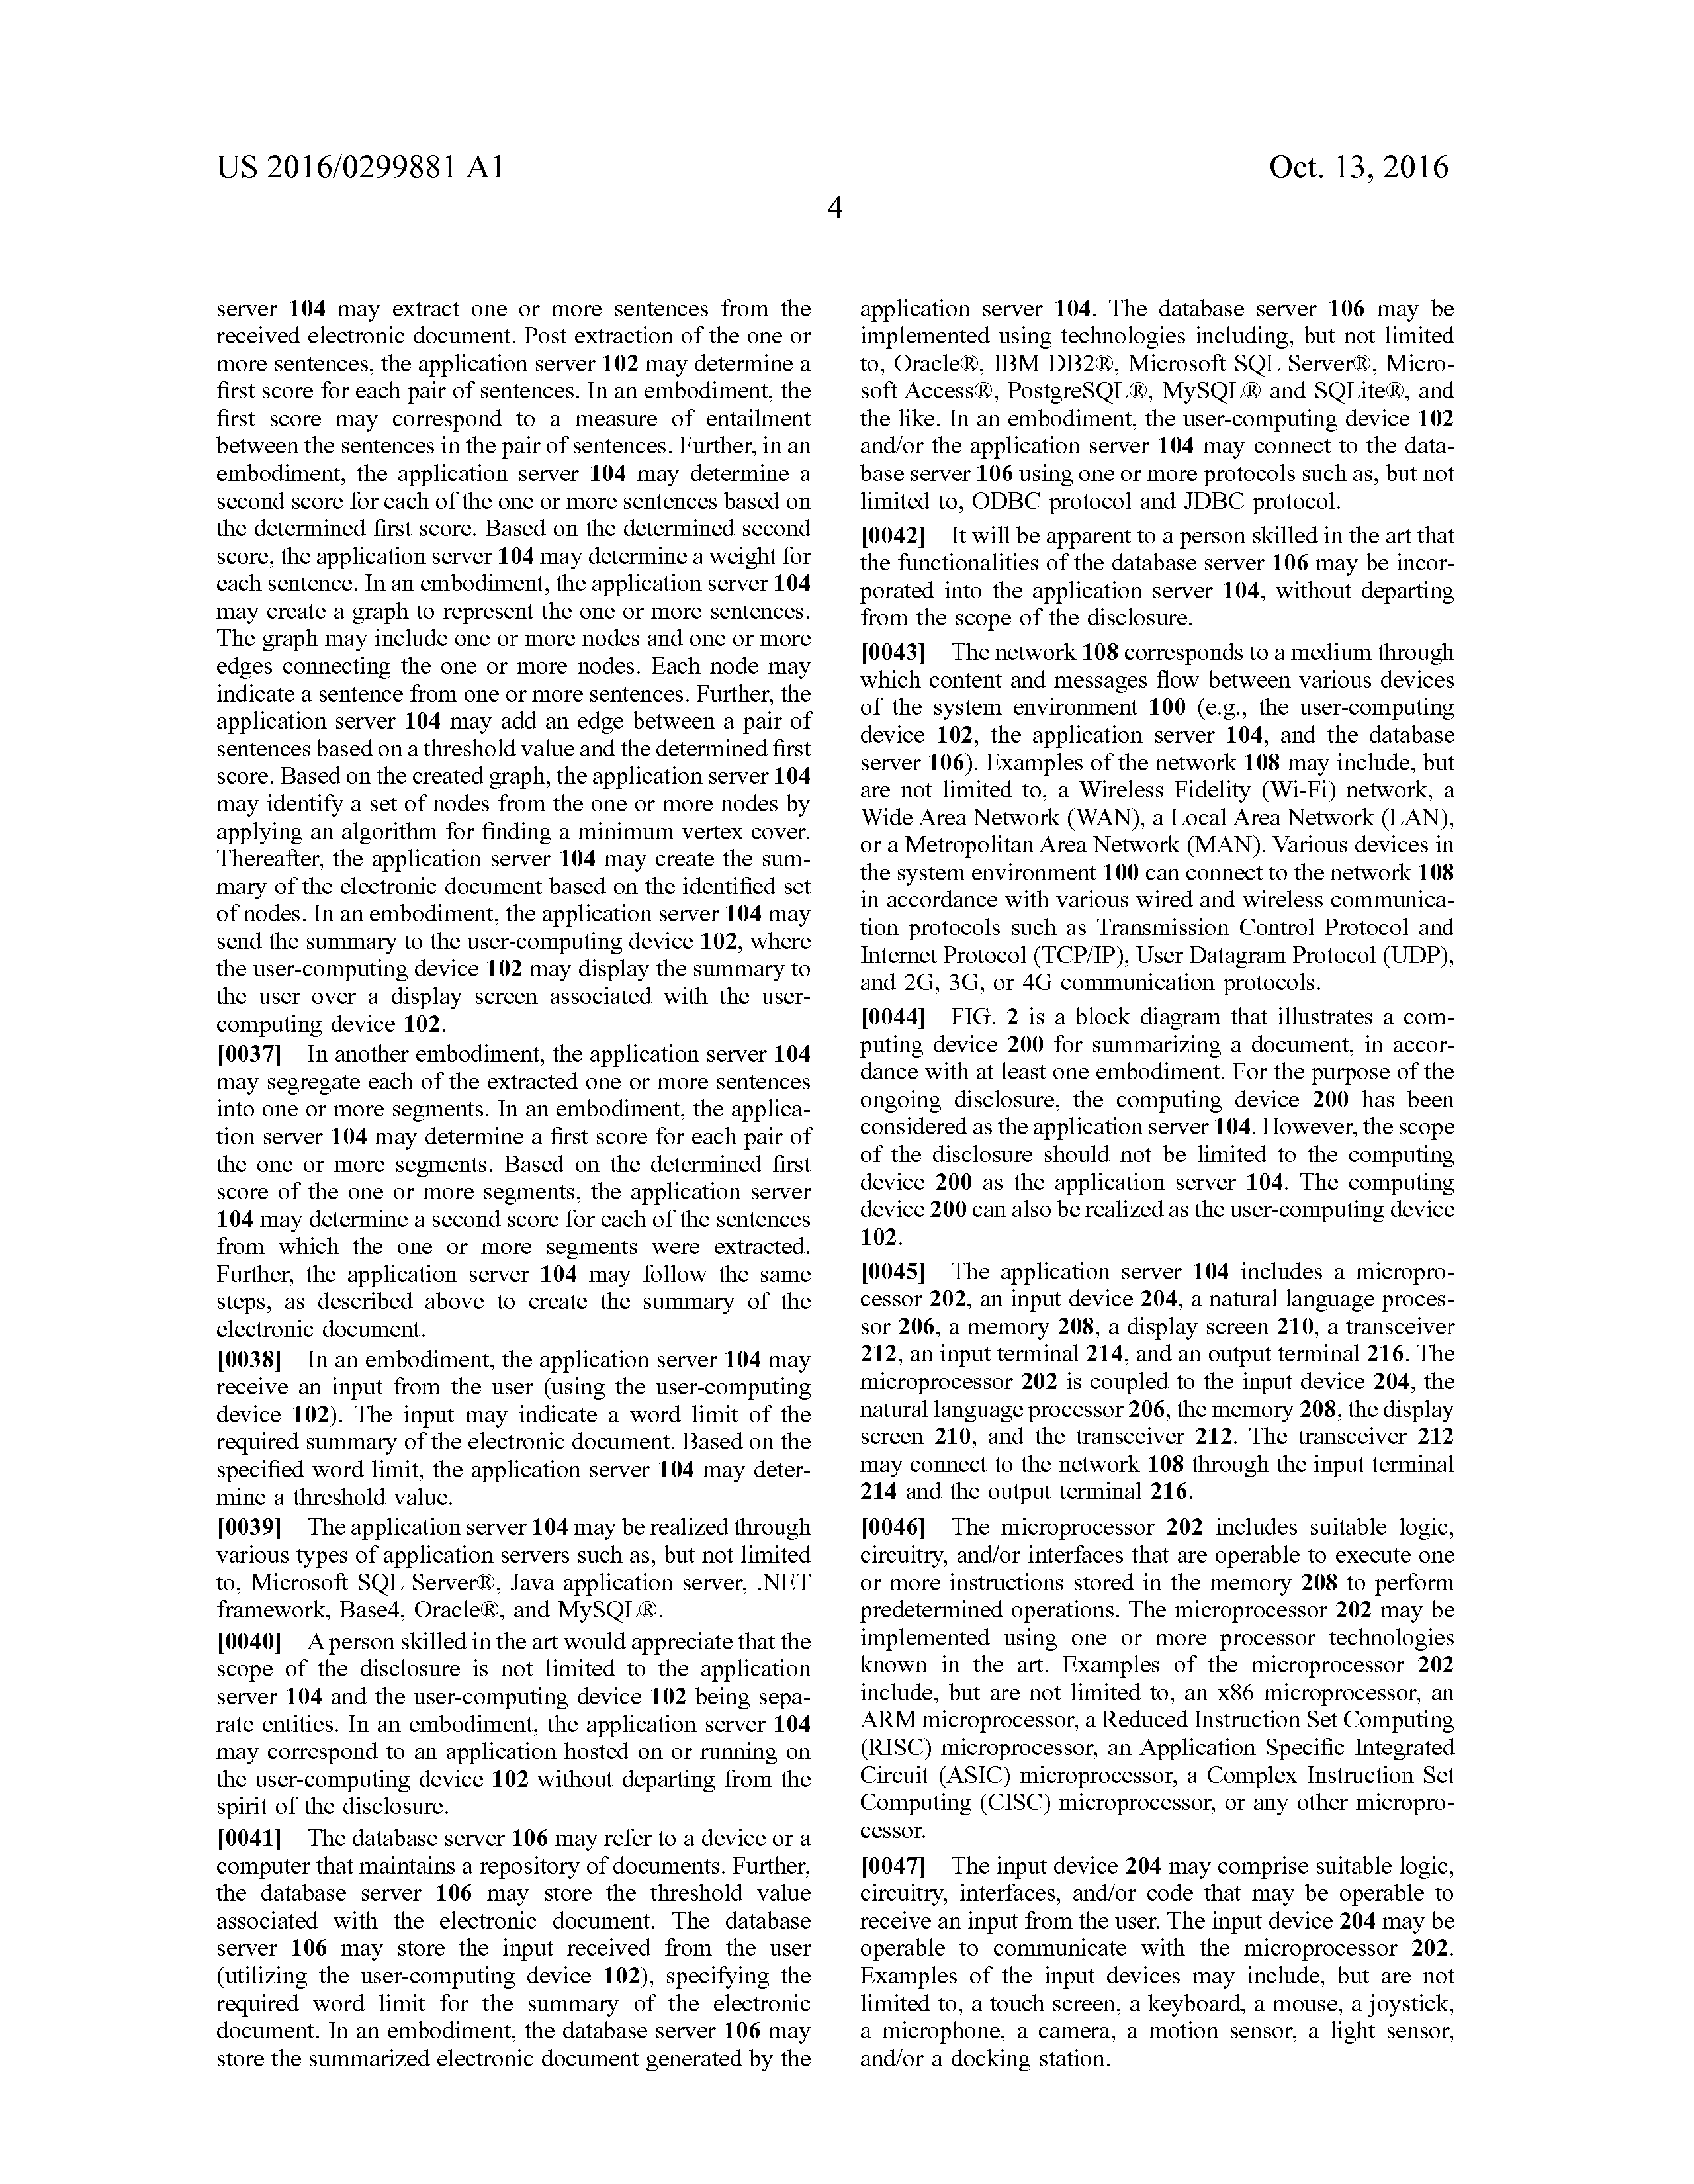 US 2016/0299881 A1
Oct. 13, 2016
4
server 104 may extract one or more sentences from the
received electronic document. Post extraction of the one or
more sentences, the application server 102 may determine a
first score for each pair of sentences. In an embodiment, the
first score may correspond to a measure of entailment
between the sentences in the pair of sentences. Further, in an
embodiment, the application server 104 may determine a
second score for each of the one or more sentences based on
the determined first score. Based on the determined second
score, the application server 104 may determine a weight for
each sentence. In an embodiment, the application server 104
may create a graph to represent the one or more sentences.
The graph may include one or more nodes and one or more
edges connecting the one or more nodes. Each node may
indicate a sentence from one or more sentences. Further, the
application server 104 may add an edge between a pair of
sentences based on a threshold value and the determined first
score. Based on the created graph, the application server 104
may identify a set of nodes from the one or more nodes by
applying an algorithm for finding a minimum vertex cover.
Thereafter, the application server 104 may create the sum-
mary of the electronic document based on the identified set
of nodes. In an embodiment, the application server 104 may
send the summary to the user-computing device 102, where
the user-computing device 102 may display the summary to
the user over a display screen associated with the user-
computing device 102.
[0037] In another embodiment, the application server 104
may segregate each of the extracted one or more sentences
into one or more segments. In an embodiment, the applica-
tion server 104 may determine a first score for each pair of
the one or more segments. Based on the determined first
score of the one or more segments, the application server
104 may determine a second score for each of the sentences
from which the one or more segments were extracted.
Further, the application server 104 may follow the same
steps, as described above to create the summary of the
electronic document.
[0038] In an embodiment, the application server 104 may
receive an input from the user (using the user-computing
device 102). The input may indicate a word limit of the
required summary of the electronic document. Based on the
specified word limit, the application server 104 may deter-
mine a threshold value.
[0039] The application server 104 may be realized through
various types of application servers such as, but not limited
to, Microsoft SQL Server®, Java application server, .NET
framework, Base4, Oracle®, and MySQL®.
[0040] A person skilled in the art would appreciate that the
scope of the disclosure is not limited to the application
server 104 and the user-computing device 102 being sepa-
rate entities. In an embodiment, the application server 104
may correspond to an application hosted on or running on
the user-computing device 102 without departing from the
spirit of the disclosure.
[0041] The database server 106 may refer to a device or a
computer that maintains a repository of documents. Further,
the database server 106 may store the threshold value
associated with the electronic document. The database
server 106 may store the input received from the user
(utilizing the user-computing device 102), specifying the
required word limit for the summary of the electronic
document. In an embodiment, the database server 106 may
store the summarized electronic document generated by the
application server 104. The database server 106 may be
implemented using technologies including, but not limited
to, Oracle®, IBM DB2®, Microsoft SQL Server®, Micro-
soft Access®, PostgreSQL®, MySQL® and SQLite®, and
the like. In an embodiment, the user-computing device 102
and/or the application server 104 may connect to the data-
base server 106 using one or more protocols such as, but not
limited to, ODBC protocol and JDBC protocol.
[0042] It will be apparent to a person skilled in the art that
the functionalities of the database server 106 may be incor-
porated into the application server 104, without departing
from the scope of the disclosure.
[0043] The network 108 corresponds to a medium through
which content and messages flow between various devices
of the system environment 100 (e.g., the user-computing
device 102, the application server 104, and the database
server 106). Examples of the network 108 may include, but
are not limited to, a Wireless Fidelity (Wi-Fi) network, a
Wide Area Network (WAN), a Local Area Network (LAN),
or a Metropolitan Area Network (MAN). Various devices in
the system environment 100 can connect to the network 108
in accordance with various wired and wireless communica-
tion protocols such as Transmission Control Protocol and
Internet Protocol (TCP/IP), User Datagram Protocol (UDP),
and 2G, 3G, or 4G communication protocols.
[0044] FIG. 2 is a block diagram that illustrates a com-
puting device 200 for summarizing a document, in accor-
dance with at least one embodiment. For the purpose of the
ongoing disclosure, the computing device 200 has been
considered as the application server 104. However, the scope
of the disclosure should not be limited to the computing
device 200 as the application server 104. The computing
device 200 can also be realized as the user-computing device
102.
[0045] The application server 104 includes a micropro-
cessor 202, an input device 204, a natural language proces-
sor 206, a memory 208, a display screen 210, a transceiver
212, an input terminal 214, and an output terminal 216. The
microprocessor 202 is coupled to the input device 204, the
natural language processor 206, the memory 208, the display
screen 210, and the transceiver 212. The transceiver 212
may connect to the network 108 through the input terminal
214 and the output terminal 216.
[0046] The microprocessor 202 includes suitable logic,
circuitry, and/or interfaces that are operable to execute one
or more instructions stored in the memory 208 to perform
predetermined operations. The microprocessor 202 may be
implemented using one or more processor technologies
known in the art. Examples of the microprocessor 202
include, but are not limited to, an x86 microprocessor, an
ARM microprocessor, a Reduced Instruction Set Computing
(RISC) microprocessor, an Application Specific Integrated
Circuit (ASIC) microprocessor, a Complex Instruction Set
Computing (CISC) microprocessor, or any other micropro-
cessor.
[0047] The input device 204 may comprise suitable logic,
circuitry, interfaces, and/or code that may be operable to
receive an input from the user. The input device 204 may be
operable to communicate with the microprocessor 202.
Examples of the input devices may include, but are not
limited to, a touch screen, a keyboard, a mouse, a joystick,
a microphone, a camera, a motion sensor, a light sensor,
and/or a docking station.